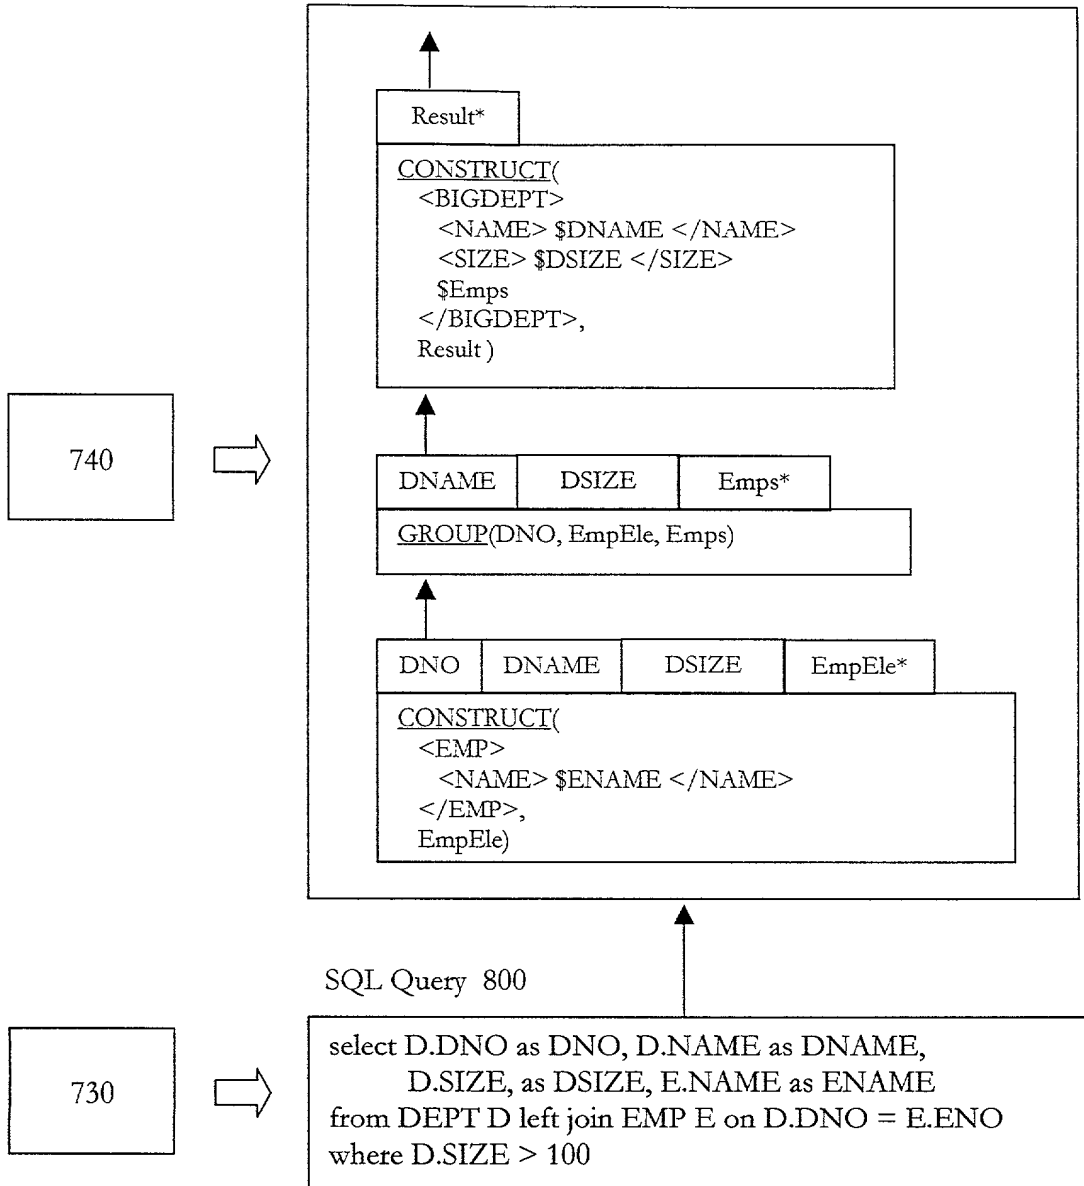 Result*
CONSTRUCT(
<BIGDEPT>
<NAME> $DNAME </NAME>
<SIZE> $DSIZE </SIZE>
$Emps
</BIGDEPT>,
Result )
740
DNAME DSIZE Emps*
GROUP(DNO, EmpEle, Emps)
DNO DNAME DSIZE EmpEle*
CONSTRUCT(
<EMP>
<NAME> $ENAME </NAME>
</EMP>,
EmpEle)
SQL Query 800
730
select D.DNO as DNO, D.NAME as DNAME,
D.SIZE, as DSIZE, E.NAME as ENAME
from DEPT D left join EMP E on D.DNO = E.ENO
where D.SIZE > 100